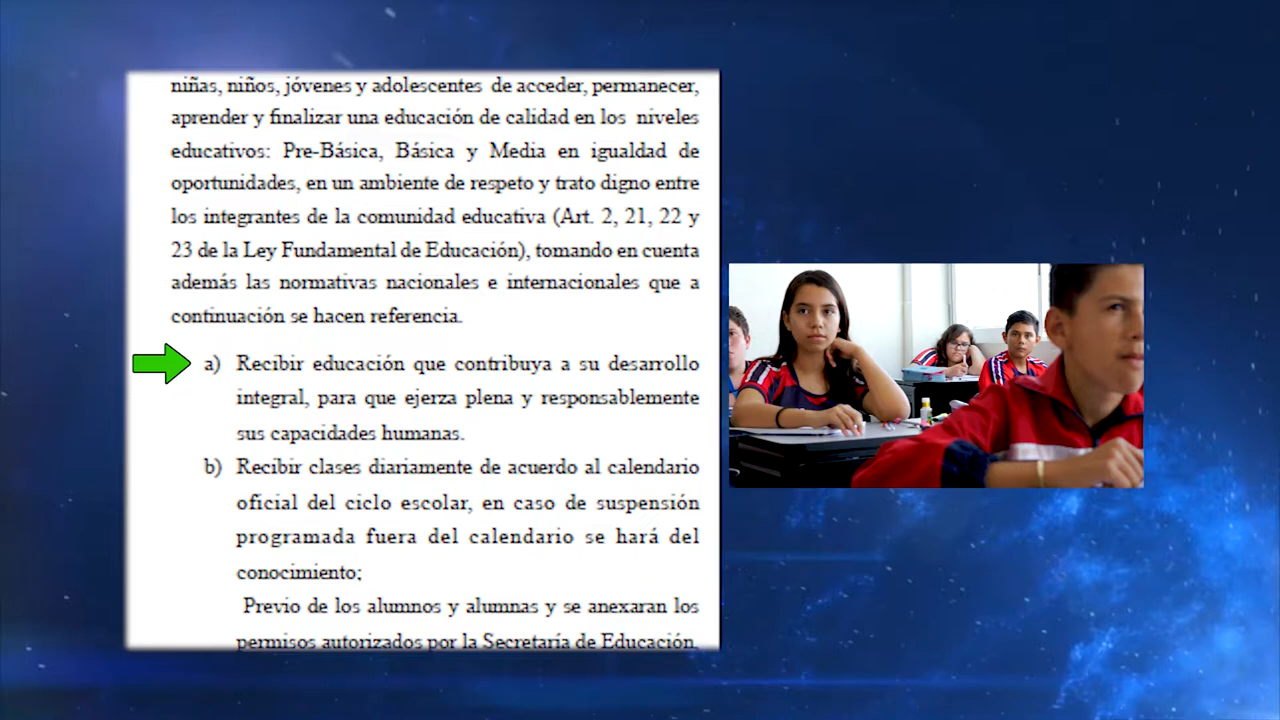 niñas, niños, jóvenes y adolescentes de acceder, permanecer,
aprender y finalizar una educación de calidad en los niveles
educativos: Pre-Básica, Básica y Media en igualdad de
oportunidades, en un ambiente de respeto y trato digno entre
los integrantes de la comunidad educativa (Art. 2, 21, 22 y
23 de la Ley Fundamental de Educación), tomando en cuenta
además las normativas nacionales e internacionales que a
continuación se hacen referencia.
a) Recibir educación que contribuya a su desarrollo
integral, para que ejerza plena y responsablemente
sus capacidades humanas.
b) Recibir clases diariamente de acuerdo al calendario
oficial del ciclo escolar, en caso de suspensión
programada fuera del calendario se hará del
conocimiento;
Previo de los alumnos y alumnas y se anexaran los
permisos autorizados por la Secretaría de Educación.